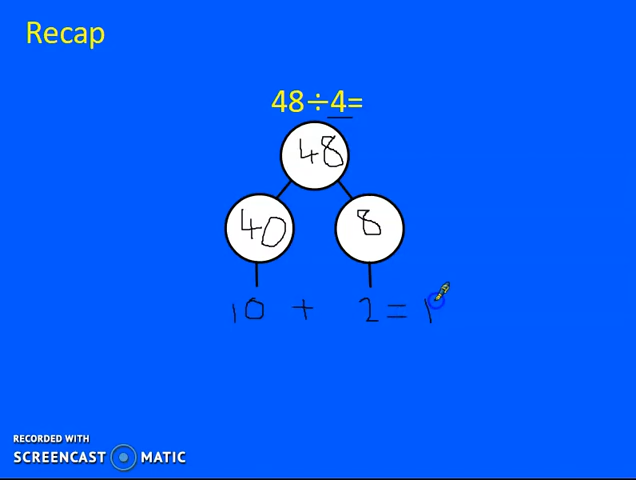 Recap
48÷4=
48
40 8
10 + 2 = 1
RECORDED WITH
SCREENCAST MATIC